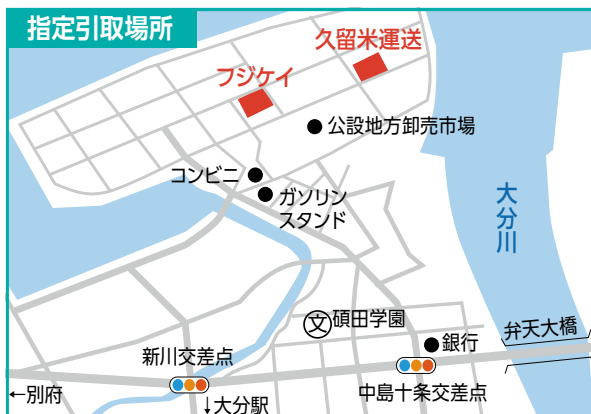 指定引取場所
久留米運送
フジケイ
公設地方卸売市場
コンビニ
ガソリン
スタンド
大分川
文
碩田学園
弁天大橋
銀行
新川交差点
中島十条交差点
←別府
↓大分駅